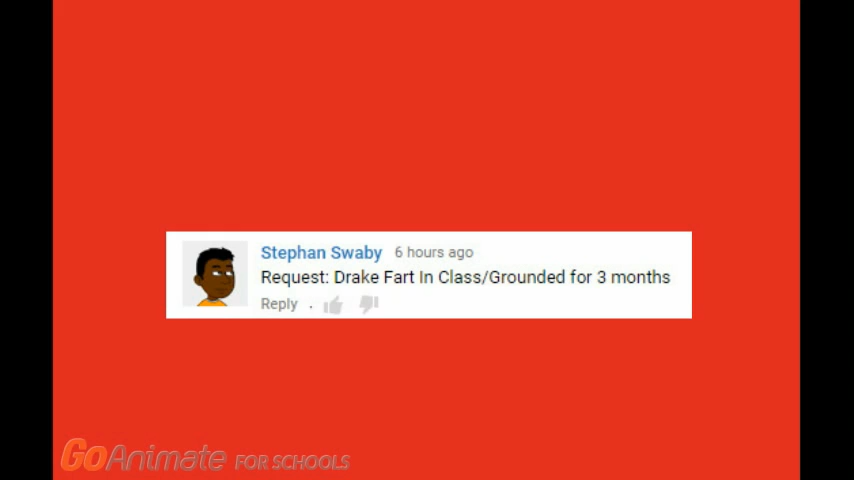 Stephan Swaby 6 hours ago
Request: Drake Fart In Class/Grounded for 3 months
Reply .
GoAnimate FOR SCHOOLS